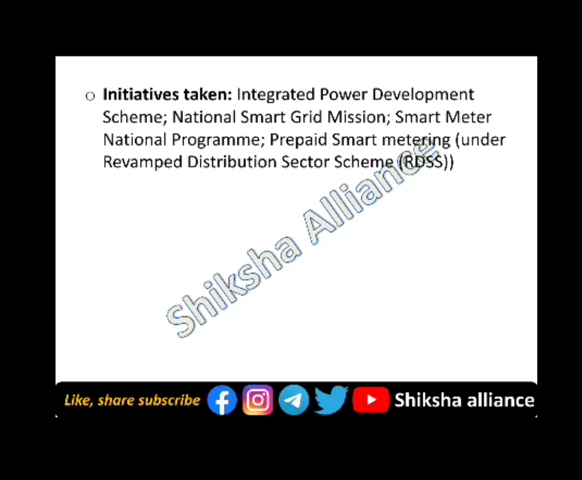 o Initiatives taken: Integrated Power Development
Scheme; National Smart Grid Mission; Smart Meter
National Programme; Prepaid Smart metering (under
Revamped Distribution Sector Scheme (RDSS))
Shiksha Alliance
Like, share subscribe
Shiksha alliance